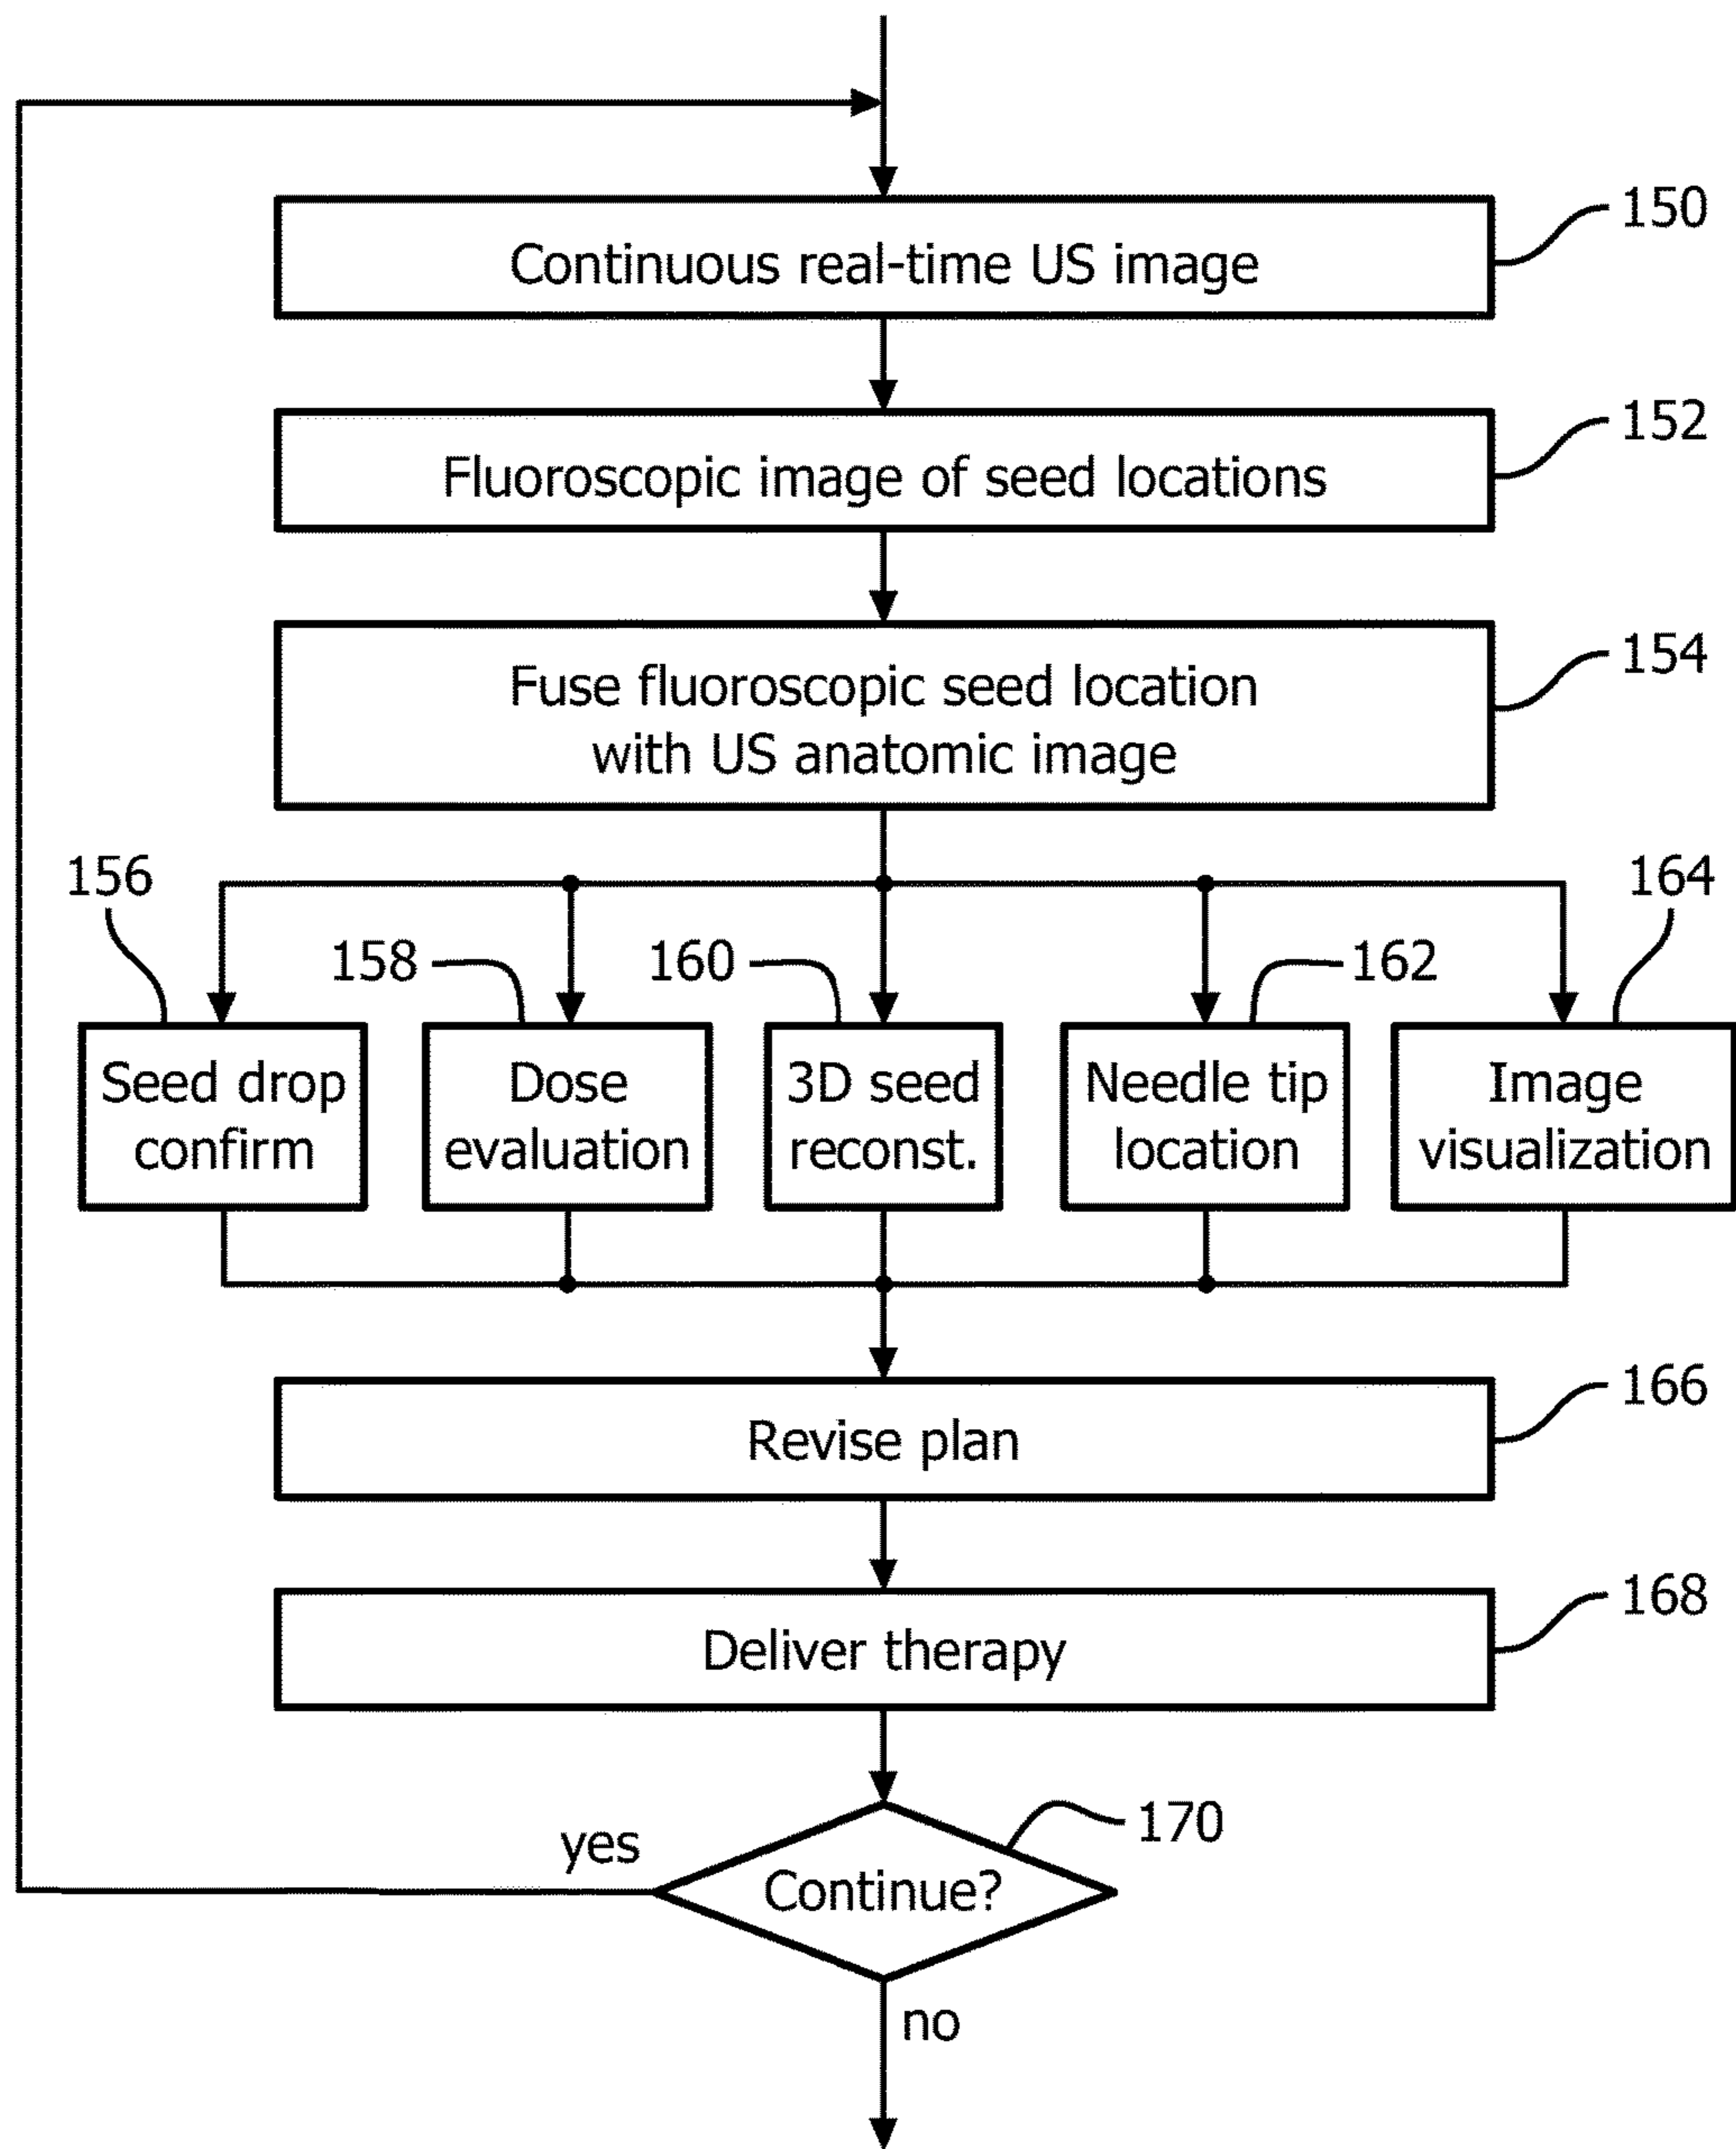 150
Continuous real-time US image
152
Fluoroscopic image of seed locations
154
Fuse fluoroscopic seed location
with US anatomic image
156
164
158
160
162
Seed drop
confirm
Dose
evaluation
3D seed
reconst.
Needle tip
location
Image
visualization
166
Revise plan
168
Deliver therapy
170
yes
Continue?
no